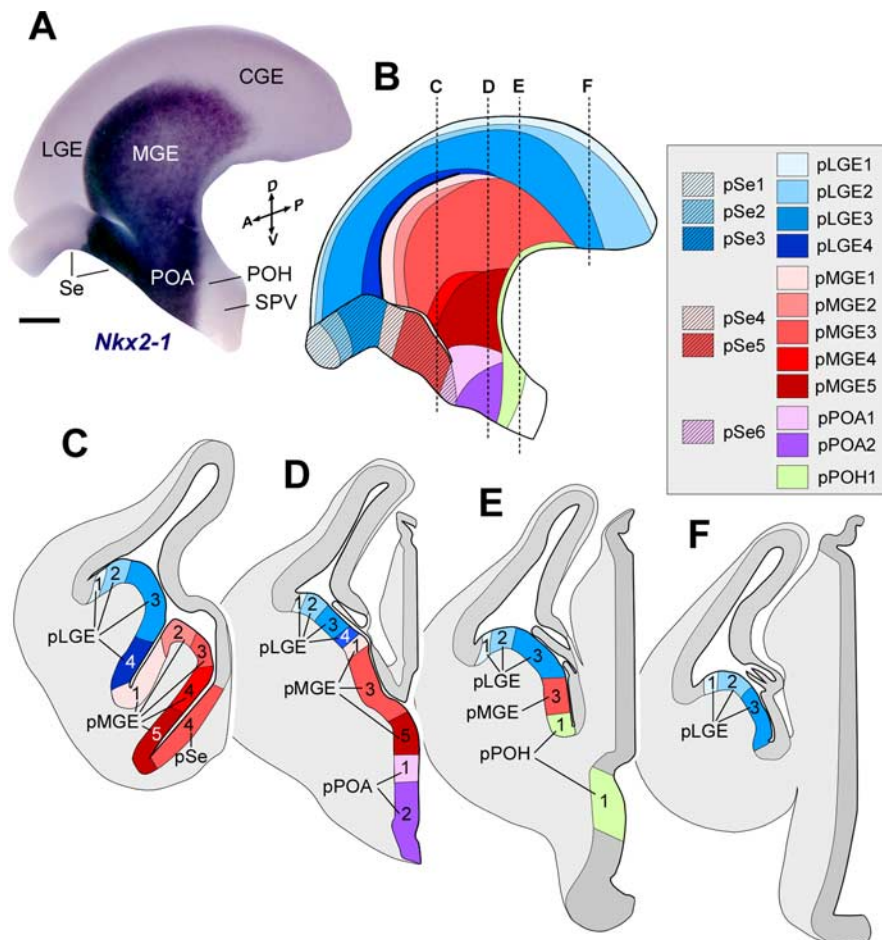 A
CGE
LGE
MGE
D
A P
V
Se
POA
POH
SPV
Nkx2-1
B
C D E F
pSe1
pSe2
pSe3
pSe4
pSe5
pSe6
pLGE1
pLGE2
pLGE3
pLGE4
pMGE1
pMGE2
pMGE3
pMGE4
pMGE5
pPOA1
pPOA2
pPOH1
C
1 2
3
pLGE
4
2
3
1
pMGE
4
5
4
pSe
D
1 2
3
pLGE
4
1
pMGE
3
5
1
pPOA
2
E
1 2
3
pLGE
pMGE
3
1
pPOH
1
F
1 2
3
pLGE